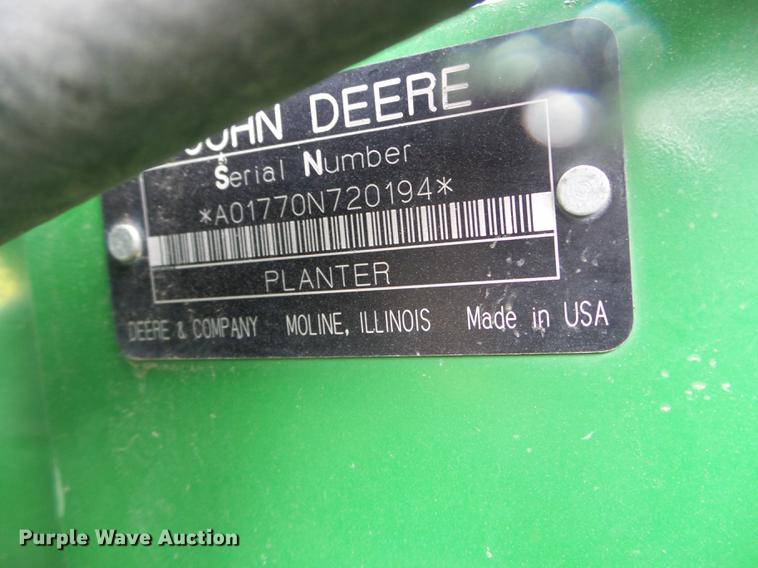 JOHN DEERE
Serial Number
*A01770N720194*
PLANTER
DEERE & COMPANY MOLINE, ILLINOIS Made in USA
Purple Wave Auction